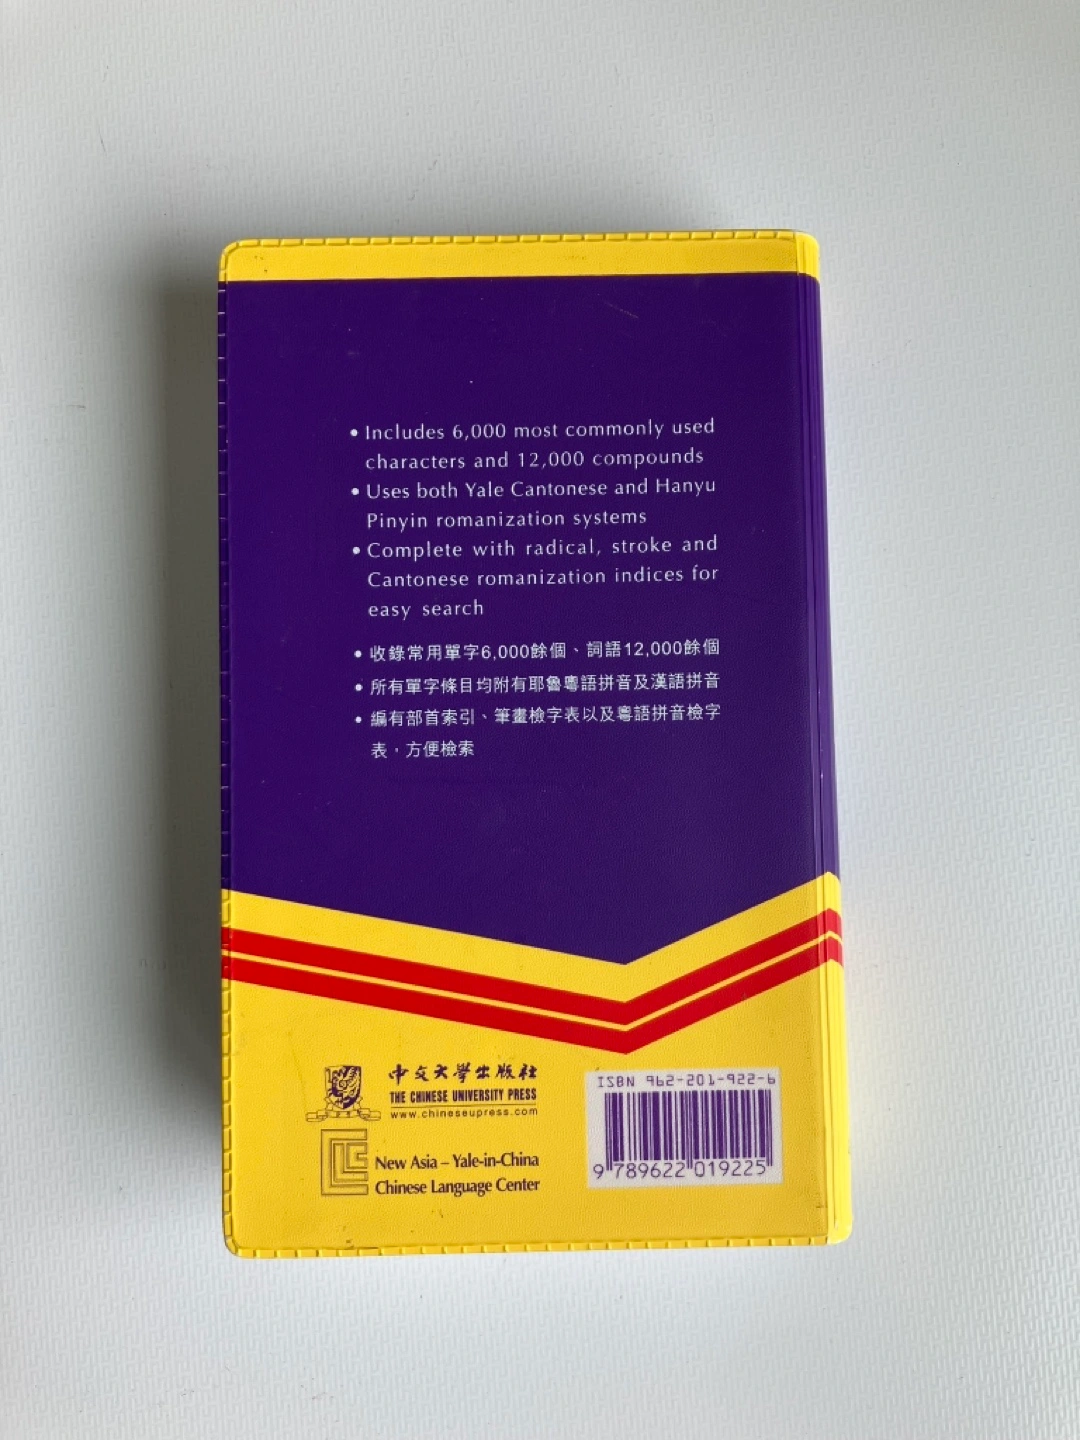 • Includes 6,000 most commonly used
characters and 12,000 compounds
• Uses both Yale Cantonese and Hanyu
Pinyin romanization systems
• Complete with radical, stroke and
Cantonese romanization indices for
easy search
• 收錄常用單字6,000餘個、詞語12,000餘個
• 所有單字條目均附有耶魯粵語拼音及漢語拼音
• 編有部首索引、筆畫檢字表以及粵語拼音檢字
表，方便檢索
中文大學出版社
THE CHINESE UNIVERSITY PRESS
www.chineseupress.com
New Asia – Yale-in-China
Chinese Language Center
ISBN 962-201-922-6
9 789622 019225